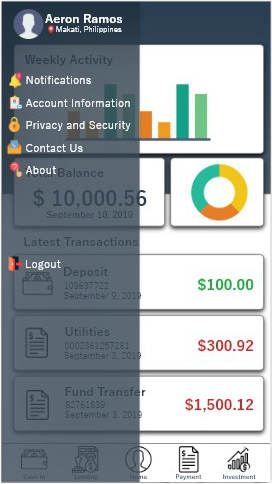 Aeron Ramos
Makati, Philippines
Weekly Activity
Notifications
Account Information
Privacy and Security
Contact Us
About
Balance
$ 10,000.56
September 10, 2019
Latest Transactions
Logout
Deposit
109637722
September 9, 2019
$100.00
Utilities
0002361257281
September 3, 2019
$300.92
Fund Transfer
92761839
September 3, 2019
$1,500.12
Cash In
Lending
Home
Payment
Investment